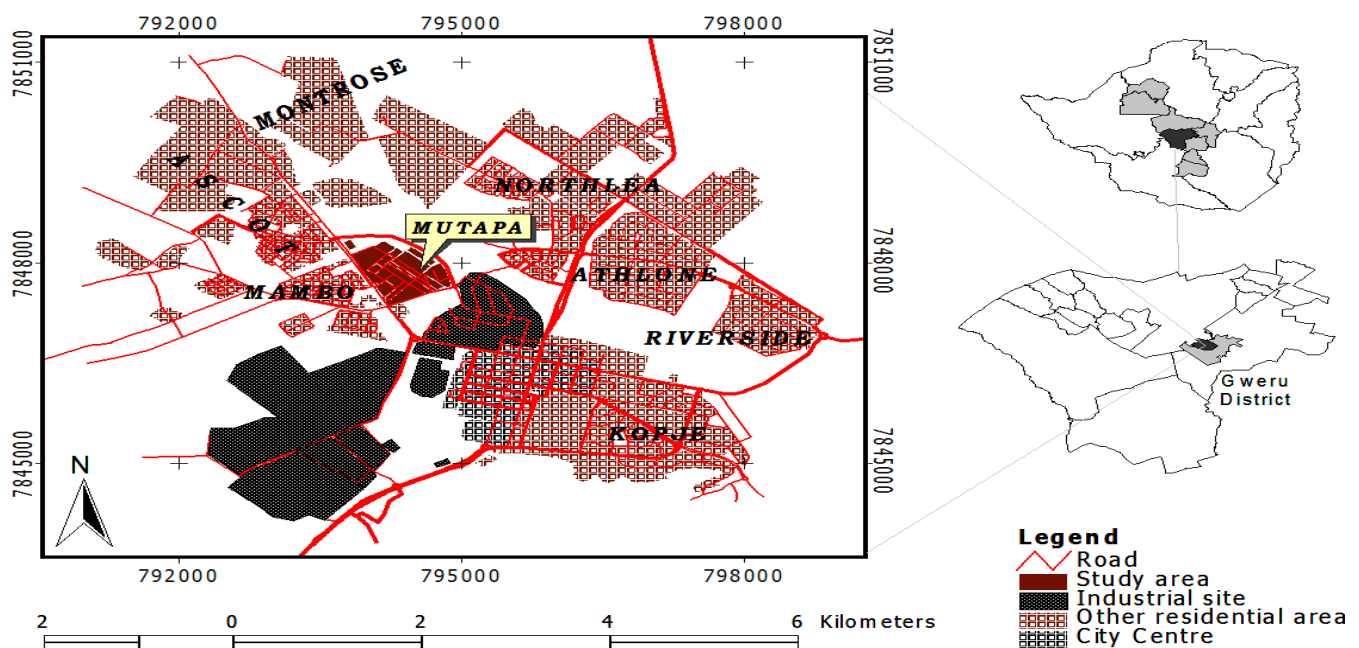 792000 795000 798000
7851000 7851000
MONTROSE
ASCOT
NORTHLEA
MUTAPA
7848000 7848000
ATHLONE
MAMBO
RIVERSIDE
Gweru
District
KOPJE
7845000 7845000
N
792000 795000 798000
2 0 2 4 6 Kilometers
Legend
Road
Study area
Industrial site
Other residential area
City Centre